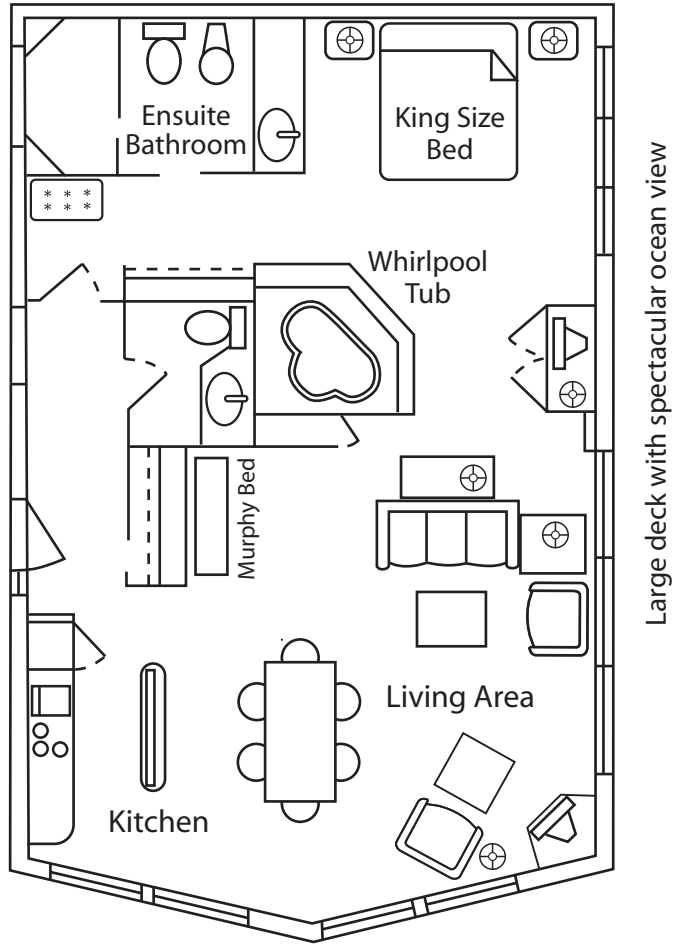 Ensuite
Bathroom
King Size
Bed
Whirlpool
Tub
Large deck with spectacular ocean view
Murphy Bed
Living Area
Kitchen